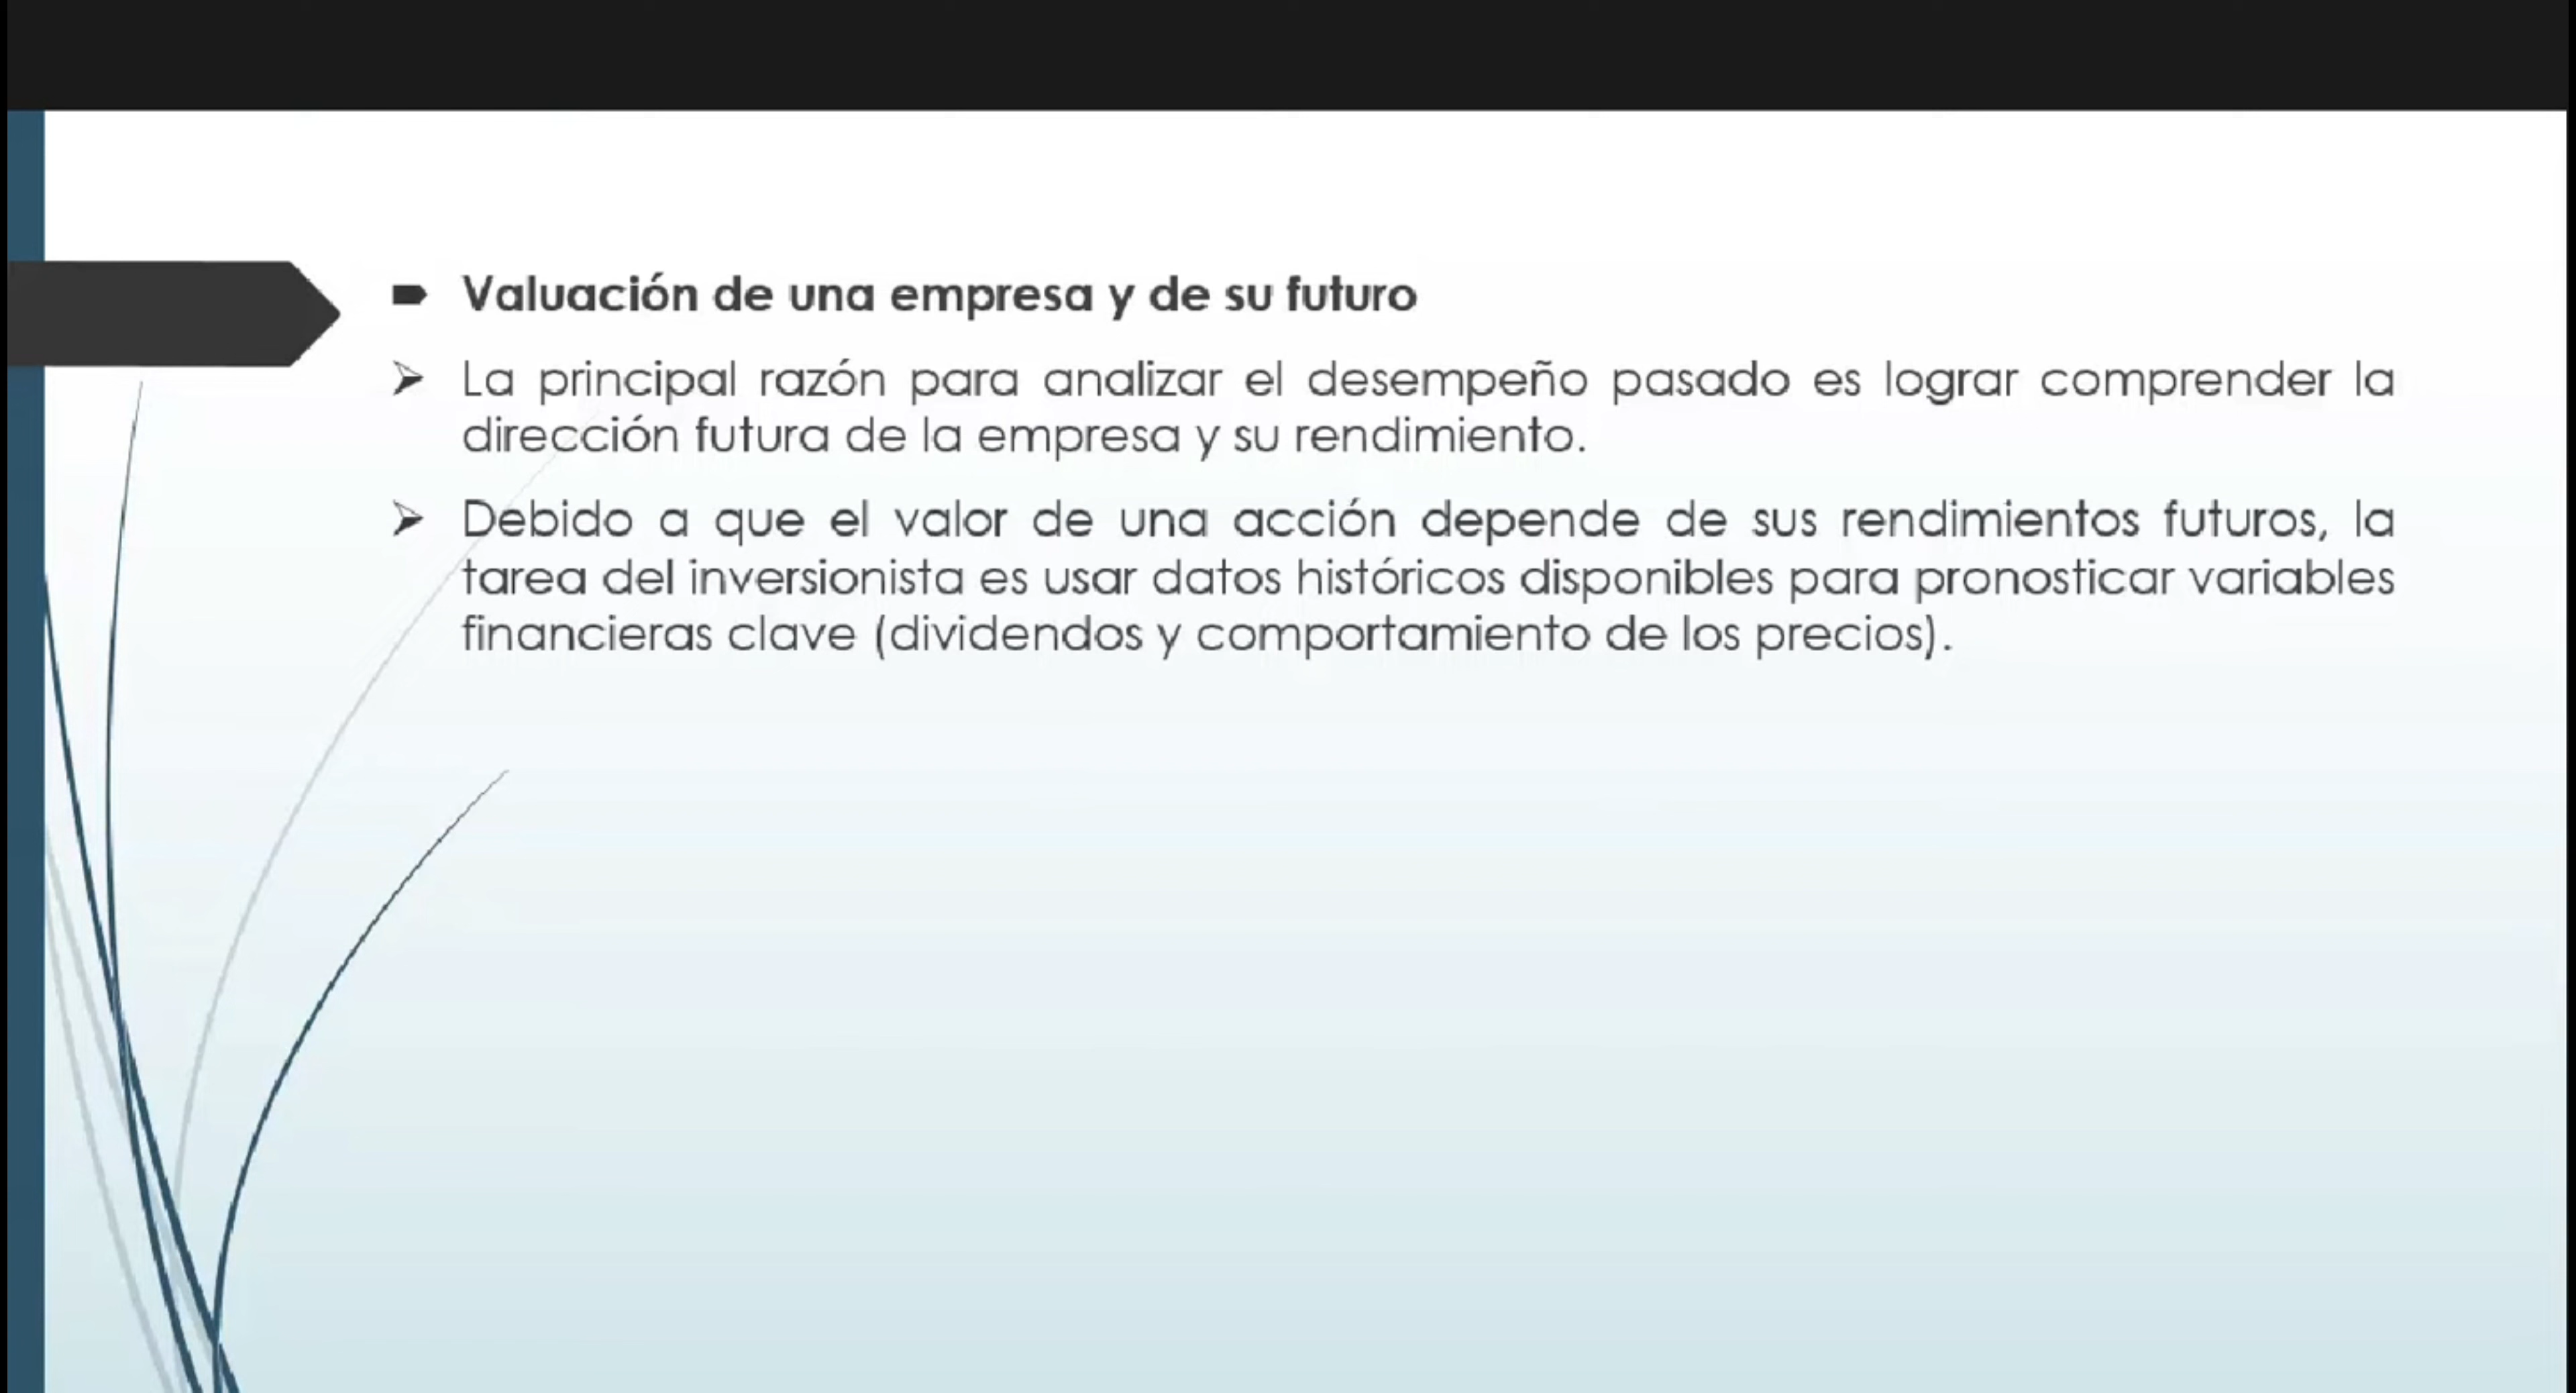 Valuación de una empresa y de su futuro
La principal razón para analizar el desempeño pasado es lograr comprender la
dirección futura de la empresa y su rendimiento.
Debido a que el valor de una acción depende de sus rendimientos futuros, la
tarea del inversionista es usar datos históricos disponibles para pronosticar variables
financieras clave (dividendos y comportamiento de los precios).